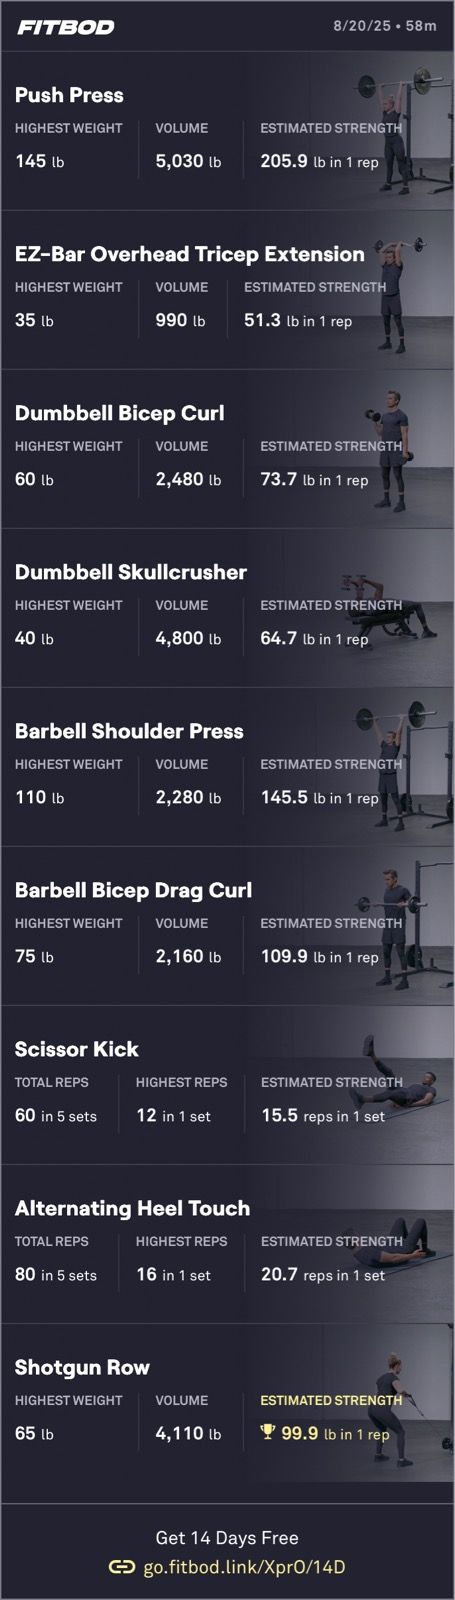 FITBOD
8/20/25 • 58m
Push Press
HIGHEST WEIGHT VOLUME ESTIMATED STRENGTH
145 lb 5,030 lb 205.9 lb in 1 rep
EZ-Bar Overhead Tricep Extension
HIGHEST WEIGHT VOLUME ESTIMATED STRENGTH
35 lb 990 lb 51.3 lb in 1 rep
Dumbbell Bicep Curl
HIGHEST WEIGHT VOLUME ESTIMATED STRENGTH
60 lb 2,480 lb 73.7 lb in 1 rep
Dumbbell Skullcrusher
HIGHEST WEIGHT VOLUME ESTIMATED STRENGTH
40 lb 4,800 lb 64.7 lb in 1 rep
Barbell Shoulder Press
HIGHEST WEIGHT VOLUME ESTIMATED STRENGTH
110 lb 2,280 lb 145.5 lb in 1 rep
Barbell Bicep Drag Curl
HIGHEST WEIGHT VOLUME ESTIMATED STRENGTH
75 lb 2,160 lb 109.9 lb in 1 rep
Scissor Kick
TOTAL REPS HIGHEST REPS ESTIMATED STRENGTH
60 in 5 sets 12 in 1 set 15.5 reps in 1 set
Alternating Heel Touch
TOTAL REPS HIGHEST REPS ESTIMATED STRENGTH
80 in 5 sets 16 in 1 set 20.7 reps in 1 set
Shotgun Row
HIGHEST WEIGHT VOLUME ESTIMATED STRENGTH
65 lb 4,110 lb 99.9 lb in 1 rep
Get 14 Days Free
go.fitbod.link/XprO/14D